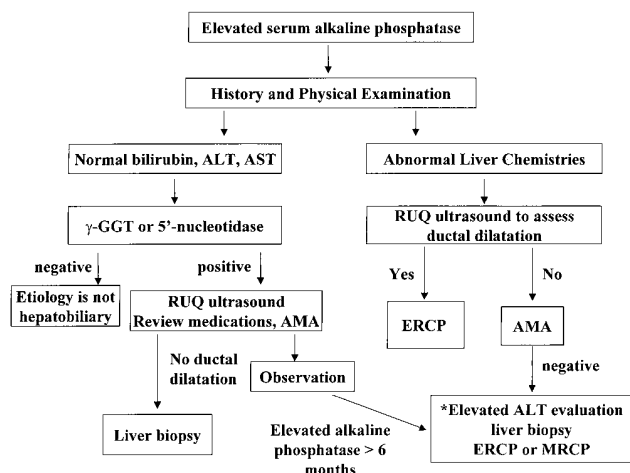 Elevated serum alkaline phosphatase
History and Physical Examination
Normal bilirubin, ALT, AST
Abnormal Liver Chemistries
γ-GGT or 5’-nucleotidase
RUQ ultrasound to assess
ductal dilatation
negative
positive
Yes
No
Etiology is not
hepatobiliary
RUQ ultrasound
Review medications, AMA
ERCP
AMA
No ductal
dilatation
Observation
negative
Liver biopsy
Elevated alkaline
phosphatase > 6
months
*Elevated ALT evaluation
liver biopsy
ERCP or MRCP